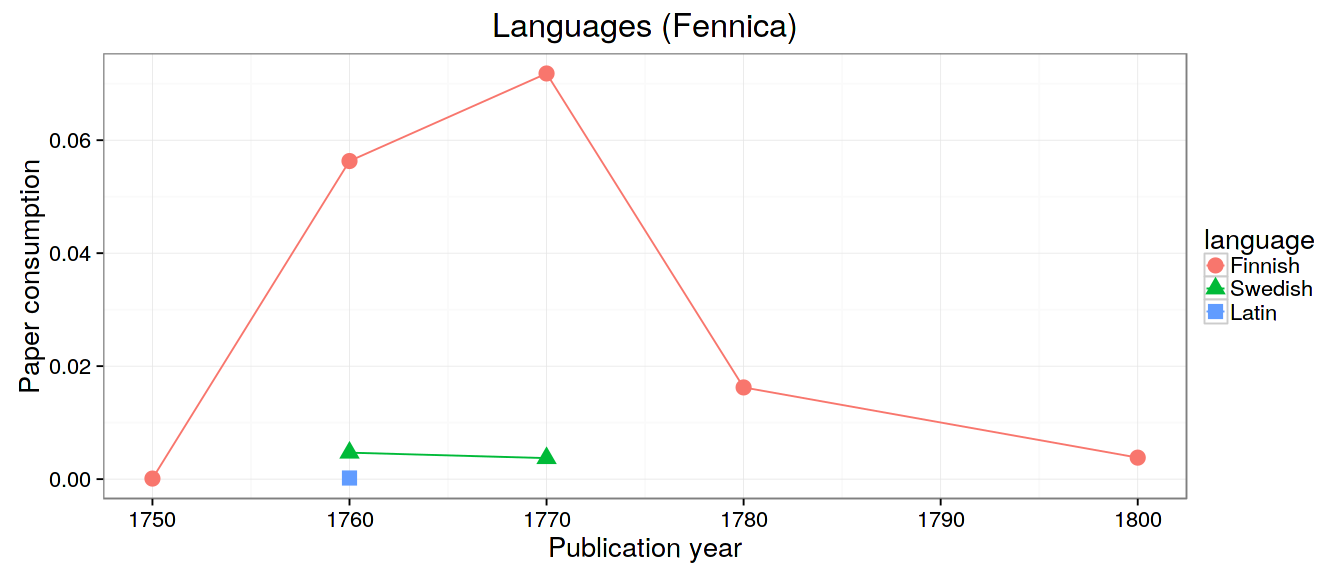 Languages (Fennica)
Paper consumption
0.06
0.04
0.02
0.00
1750 1760 1770 1780 1790 1800
Publication year
language
Finnish
Swedish
Latin